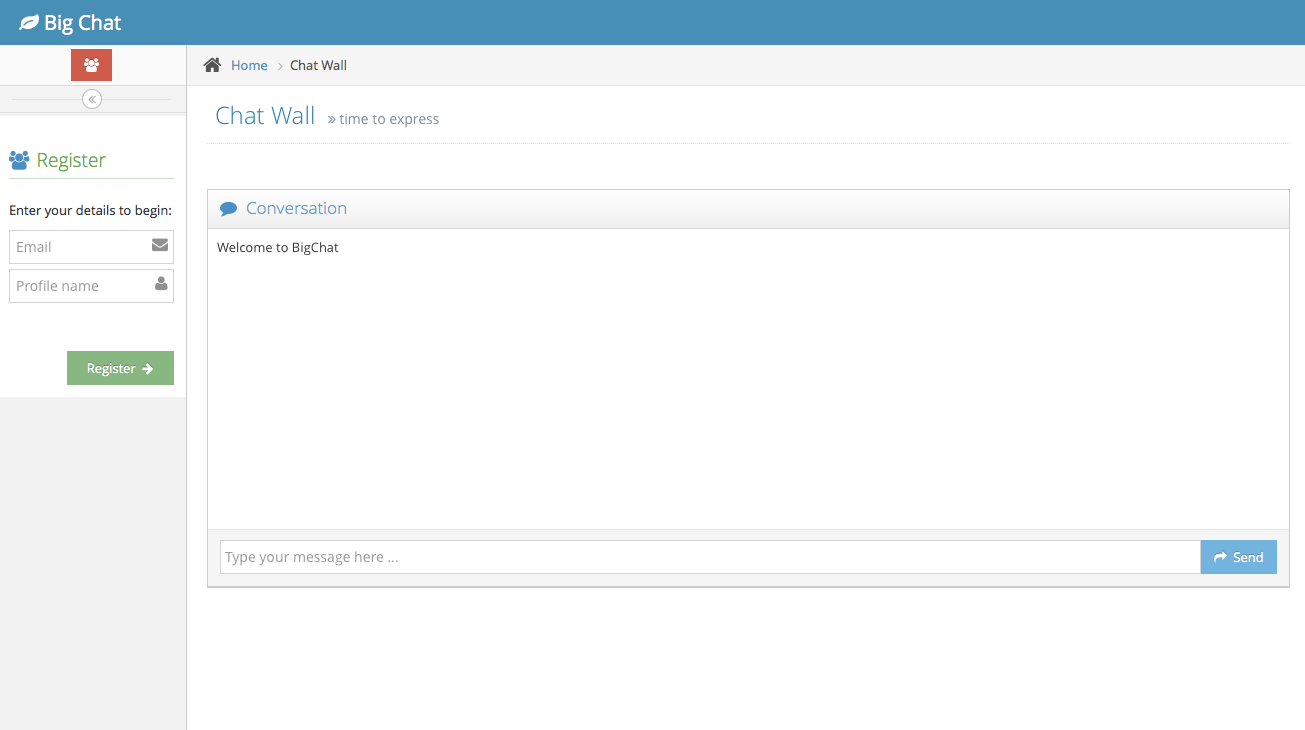 Big Chat
Home > Chat Wall
Chat Wall » time to express
Register
Enter your details to begin:
Email
Profile name
Register
Conversation
Welcome to BigChat
Type your message here ...
Send